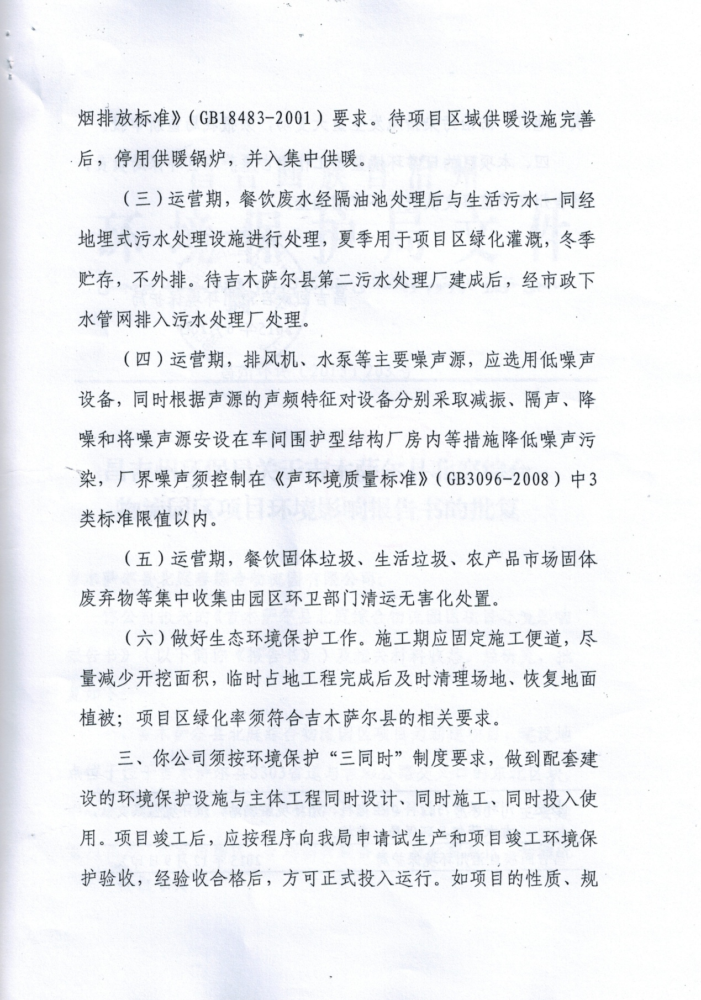 烟排放标准》（GB18483-2001）要求。待项目区域供暖设施完善
后，停用供暖锅炉，并入集中供暖。
（三）运营期，餐饮废水经隔油池处理后与生活污水一同经
地埋式污水处理设施进行处理，夏季用于项目区绿化灌溉，冬季
贮存，不外排。待吉木萨尔县第二污水处理厂建成后，经市政下
水管网排入污水处理厂处理。
（四）运营期，排风机、水泵等主要噪声源，应选用低噪声
设备，同时根据声源的声频特征对设备分别采取减振、隔声、降
噪和将噪声源安设在车间围护型结构厂房内等措施降低噪声污
染，厂界噪声须控制在《声环境质量标准》（GB3096-2008）中3
类标准限值以内。
（五）运营期，餐饮固体垃圾、生活垃圾、农产品市场固体
废弃物等集中收集由园区环卫部门清运无害化处置。
（六）做好生态环境保护工作。施工期应固定施工便道，尽
量减少开挖面积，临时占地工程完成后及时清理场地、恢复地面
植被；项目区绿化率须符合吉木萨尔县的相关要求。
三、你公司须按环境保护“三同时”制度要求，做到配套建
设的环境保护设施与主体工程同时设计、同时施工、同时投入使
用。项目竣工后，应按程序向我局申请试生产和项目竣工环境保
护验收，经验收合格后，方可正式投入运行。如项目的性质、规